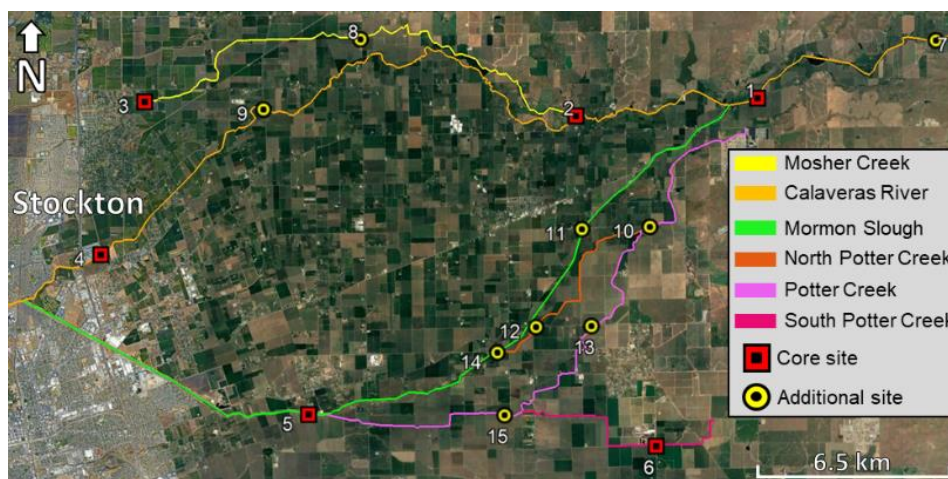 N
8
7
3
9
2
1
Stockton
Mosher Creek
Calaveras River
Mormon Slough
North Potter Creek
Potter Creek
South Potter Creek
Core site
Additional site
11
10
4
12
13
14
5
15
6
6.5 km